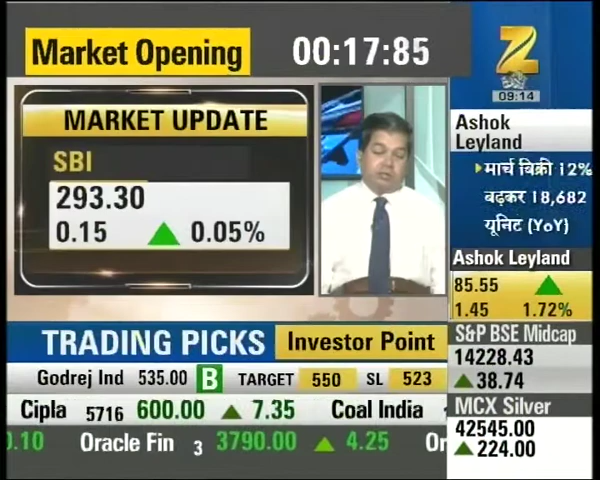 Market Opening
00:17:85
09:14
MARKET UPDATE
SBI
293.30
0.15
0.05%
Ashok
Leyland
मार्च बिक्री 12%
बढ़कर 18,682
यूनिट (YoY)
Ashok Leyland
85.55
1.45 1.72%
S&P BSE Midcap
14228.43
38.74
MCX Silver
42545.00
224.00
TRADING PICKS
Investor Point
Godrej Ind 535.00 B TARGET 550 SL 523
Cipla 5716 600.00 7.35 Coal India
0.10 Oracle Fin 3 3790.00 4.25 Or